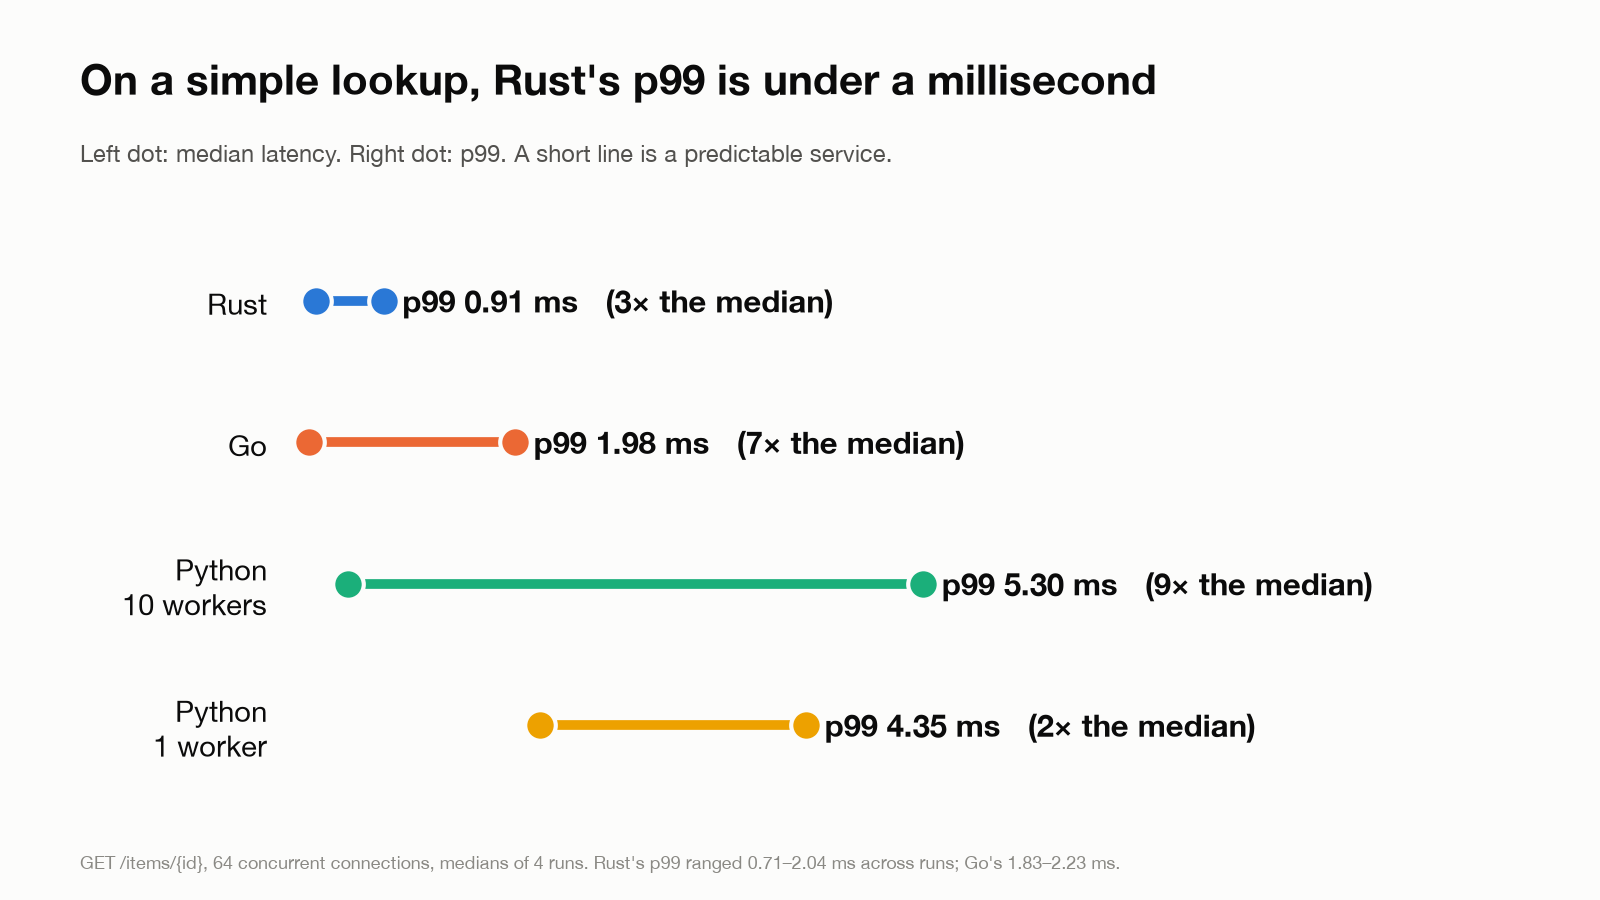 On a simple lookup, Rust's p99 is under a millisecond
Left dot: median latency. Right dot: p99. A short line is a predictable service.
Rust
p99 0.91 ms (3× the median)
Go
p99 1.98 ms (7× the median)
Python
10 workers
p99 5.30 ms (9× the median)
Python
1 worker
p99 4.35 ms (2× the median)
GET /items/{id}, 64 concurrent connections, medians of 4 runs. Rust's p99 ranged 0.71–2.04 ms across runs; Go's 1.83–2.23 ms.